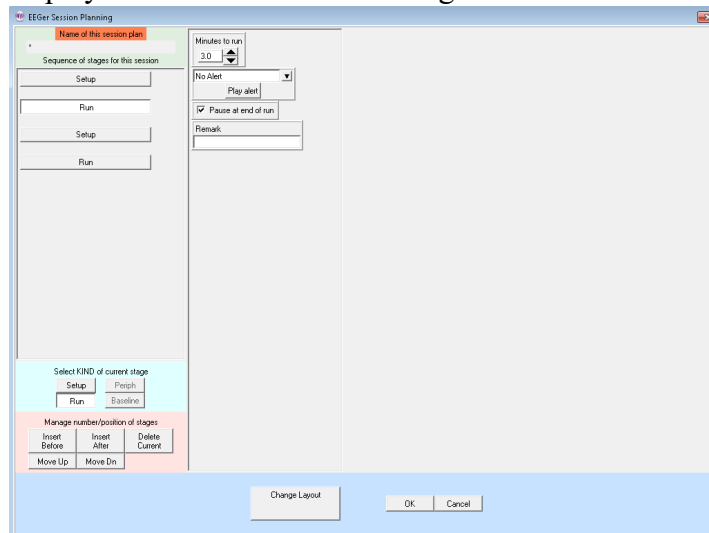 EEGer Session Planning
Name of this session plan
*
Sequence of stages for this session
Setup
Run
Setup
Run
Select KIND of current stage
Setup
Periph
Run
Baseline
Manage number/position of stages
Insert Before
Insert After
Delete Current
Move Up
Move Dn
Minutes to run
3.0
No Alert
Play alert
Pause at end of run
Remark
Change Layout
OK
Cancel